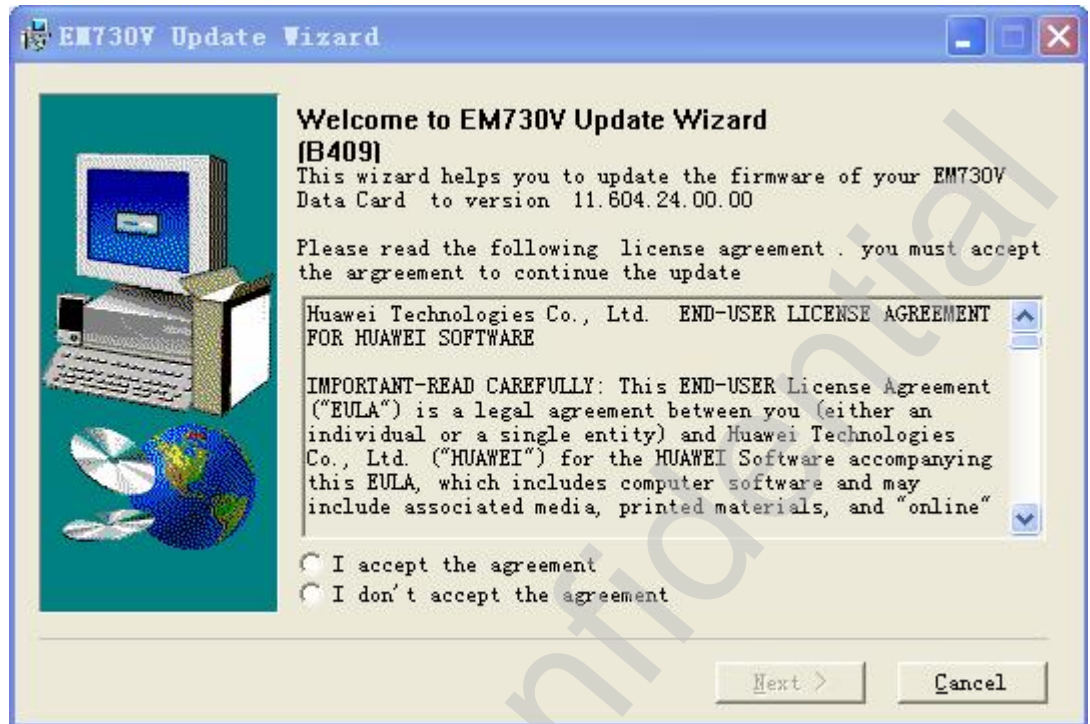 EM730V Update Wizard
Welcome to EM730V Update Wizard
(B409)
This wizard helps you to update the firmware of your EM730V
Data Card to version 11.604.24.00.00
Please read the following license agreement . you must accept
the argreement to continue the update
Huawei Technologies Co., Ltd. END-USER LICENSE AGREEMENT
FOR HUAWEI SOFTWARE
IMPORTANT-READ CAREFULLY: This END-USER License Agreement
("EULA") is a legal agreement between you (either an
individual or a single entity) and Huawei Technologies
Co., Ltd. ("HUAWEI") for the HUAWEI Software accompanying
this EULA, which includes computer software and may
include associated media, printed materials, and "online"
I accept the agreement
I don't accept the agreement
Next >
Cancel
nfidential